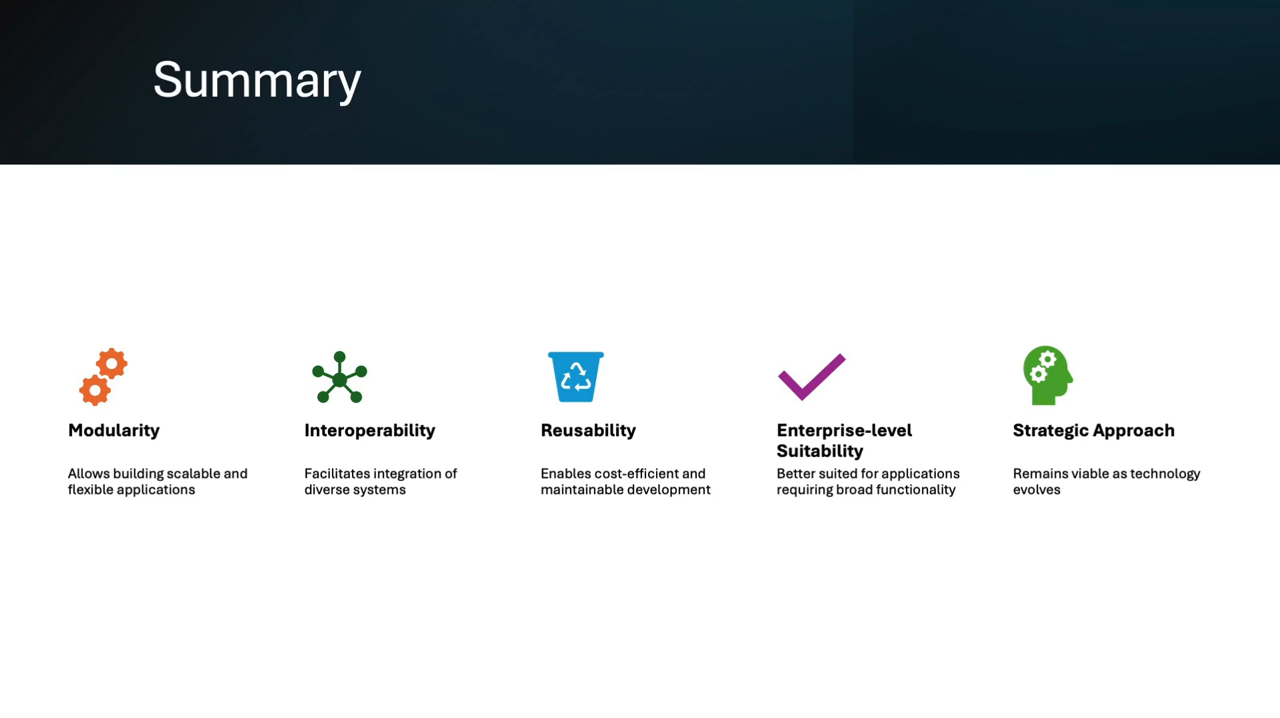 Summary
Modularity
Allows building scalable and
flexible applications
Interoperability
Facilitates integration of
diverse systems
Reusability
Enables cost-efficient and
maintainable development
Enterprise-level
Suitability
Better suited for applications
requiring broad functionality
Strategic Approach
Remains viable as technology
evolves